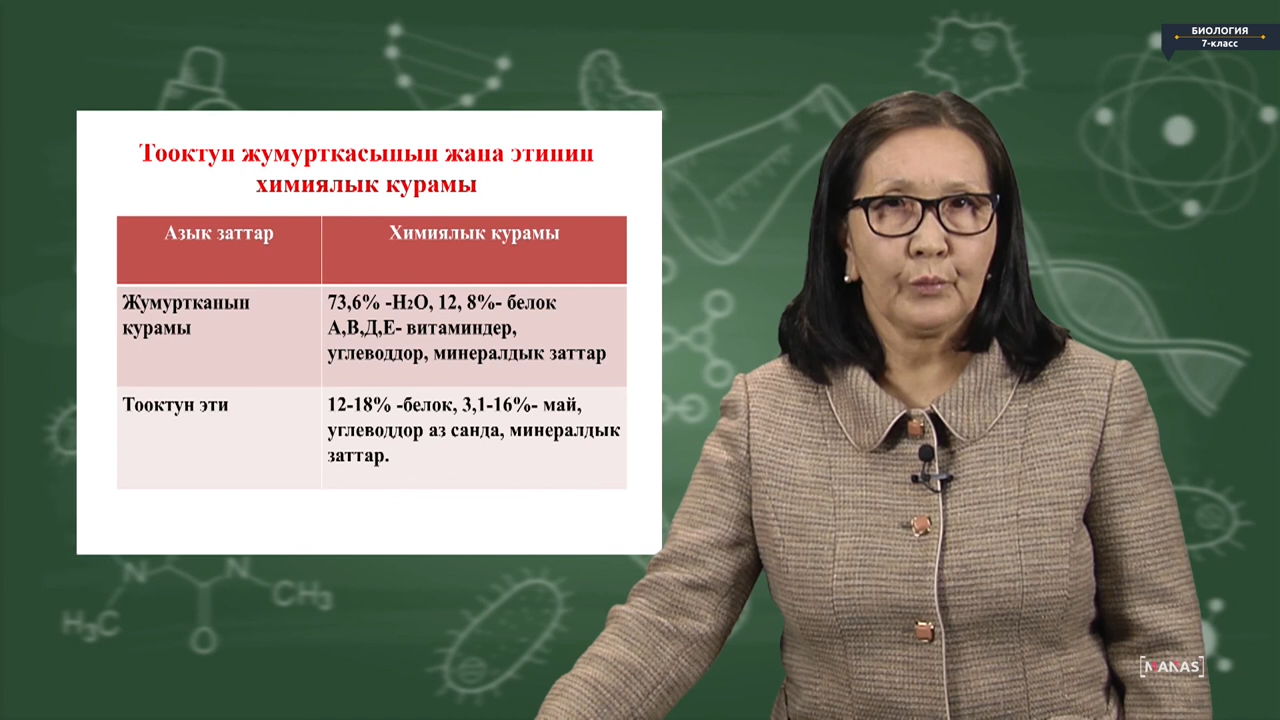 БИОЛОГИЯ
7-класс
Тооктун жумурткасынын жана этинин
химиялык курамы
Азык заттар
Химиялык курамы
Жумуртканын
курамы
73,6% -H₂O, 12, 8%- белок
А,В,Д,Е- витаминдер,
углеводдор, минералдык заттар
Тооктун эти
12-18% -белок, 3,1-16%- май,
углеводдор аз санда, минералдык
заттар.
H₃C
N
N
CH₃
O
[MANAS]